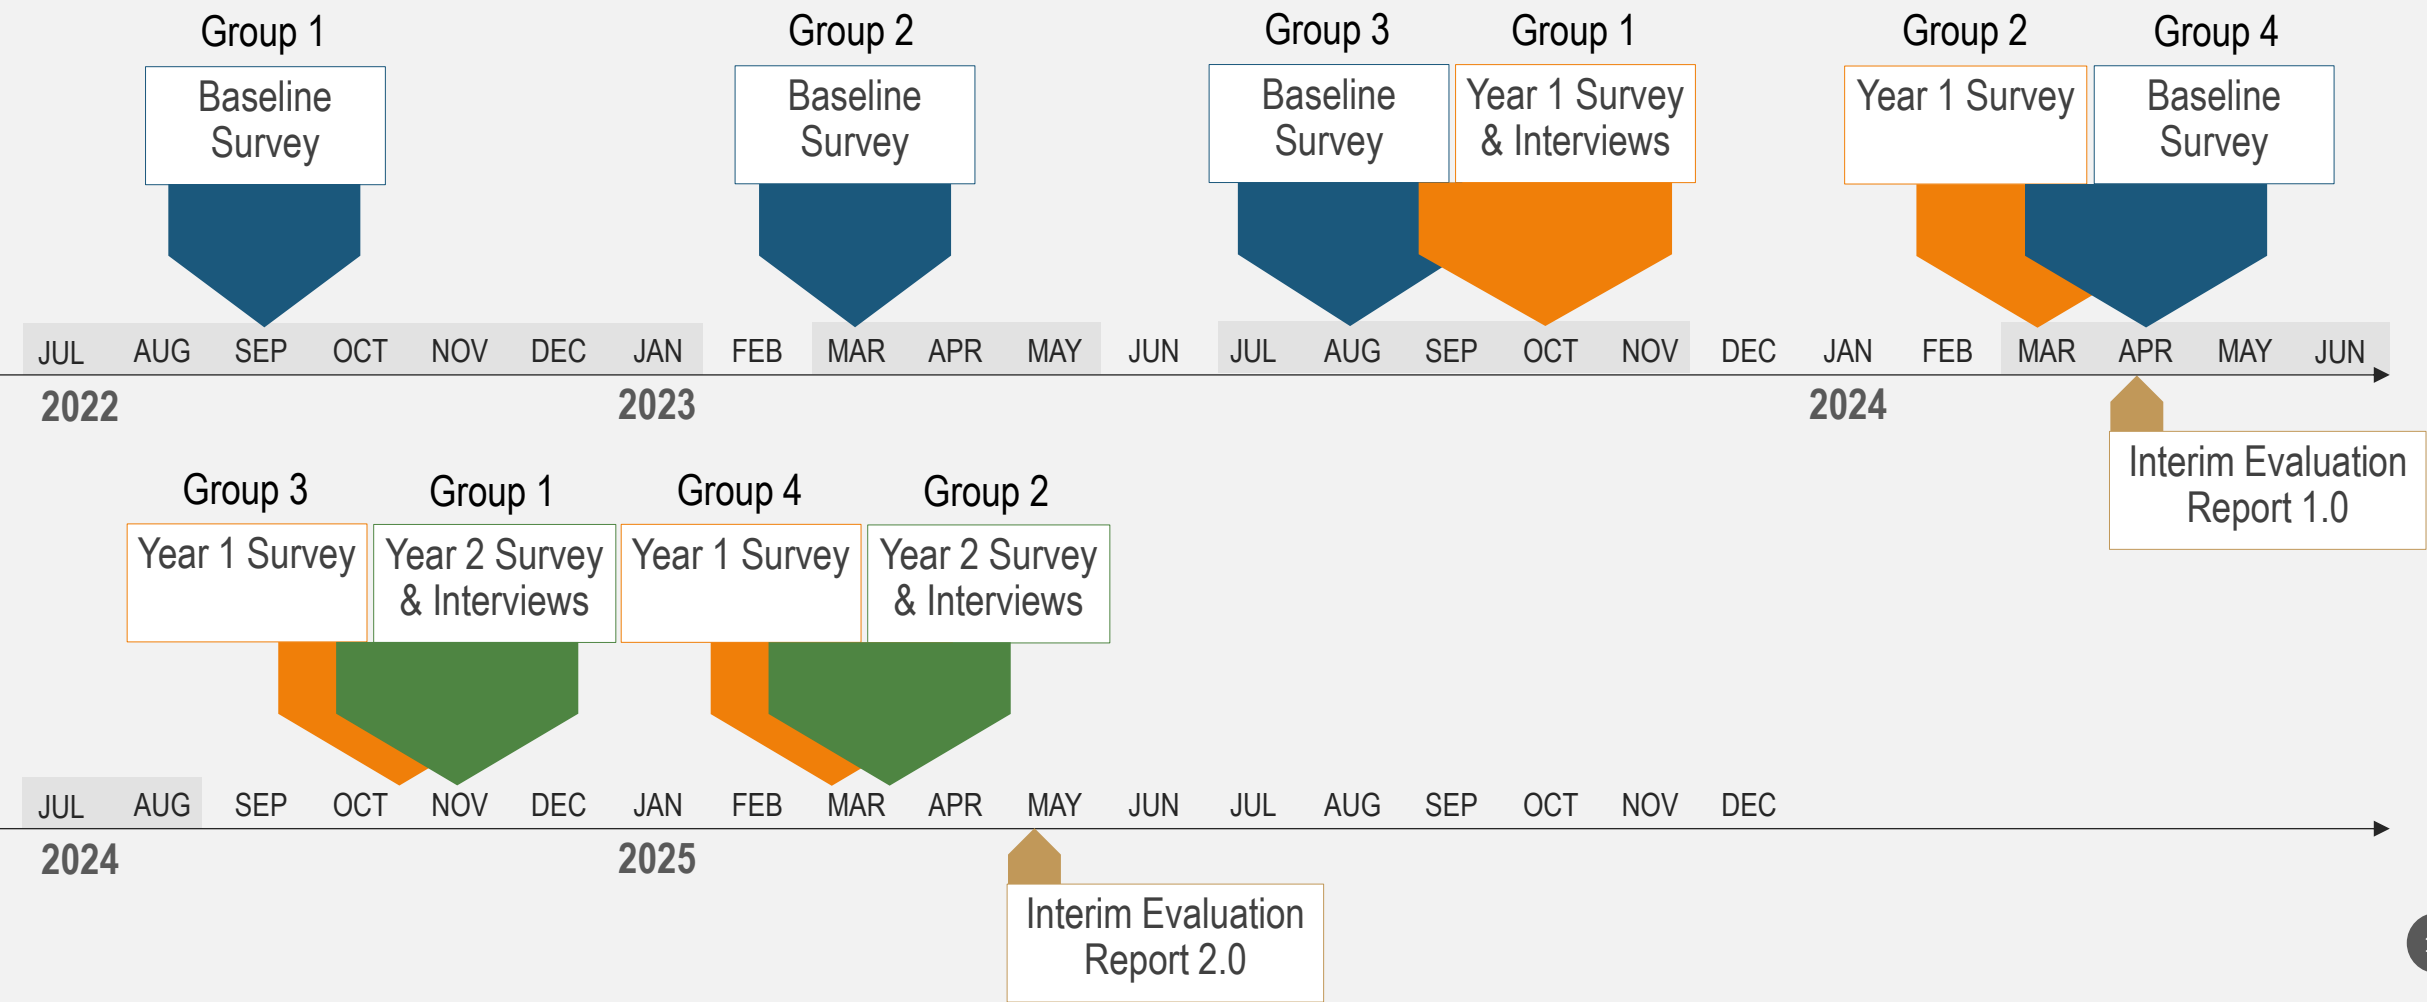 Group 1
Baseline
Survey
Group 2
Baseline
Survey
Group 3
Baseline
Survey
Group 1
Year 1 Survey
& Interviews
Group 2
Year 1 Survey
Group 4
Baseline
Survey
JUL AUG SEP OCT NOV DEC JAN FEB MAR APR MAY JUN JUL AUG SEP OCT NOV DEC JAN FEB MAR APR MAY JUN
2022 2023 2024
Interim Evaluation
Report 1.0
Group 3
Year 1 Survey
Group 1
Year 2 Survey
& Interviews
Group 4
Year 1 Survey
Group 2
Year 2 Survey
& Interviews
JUL AUG SEP OCT NOV DEC JAN FEB MAR APR MAY JUN JUL AUG SEP OCT NOV DEC
2024 2025
Interim Evaluation
Report 2.0